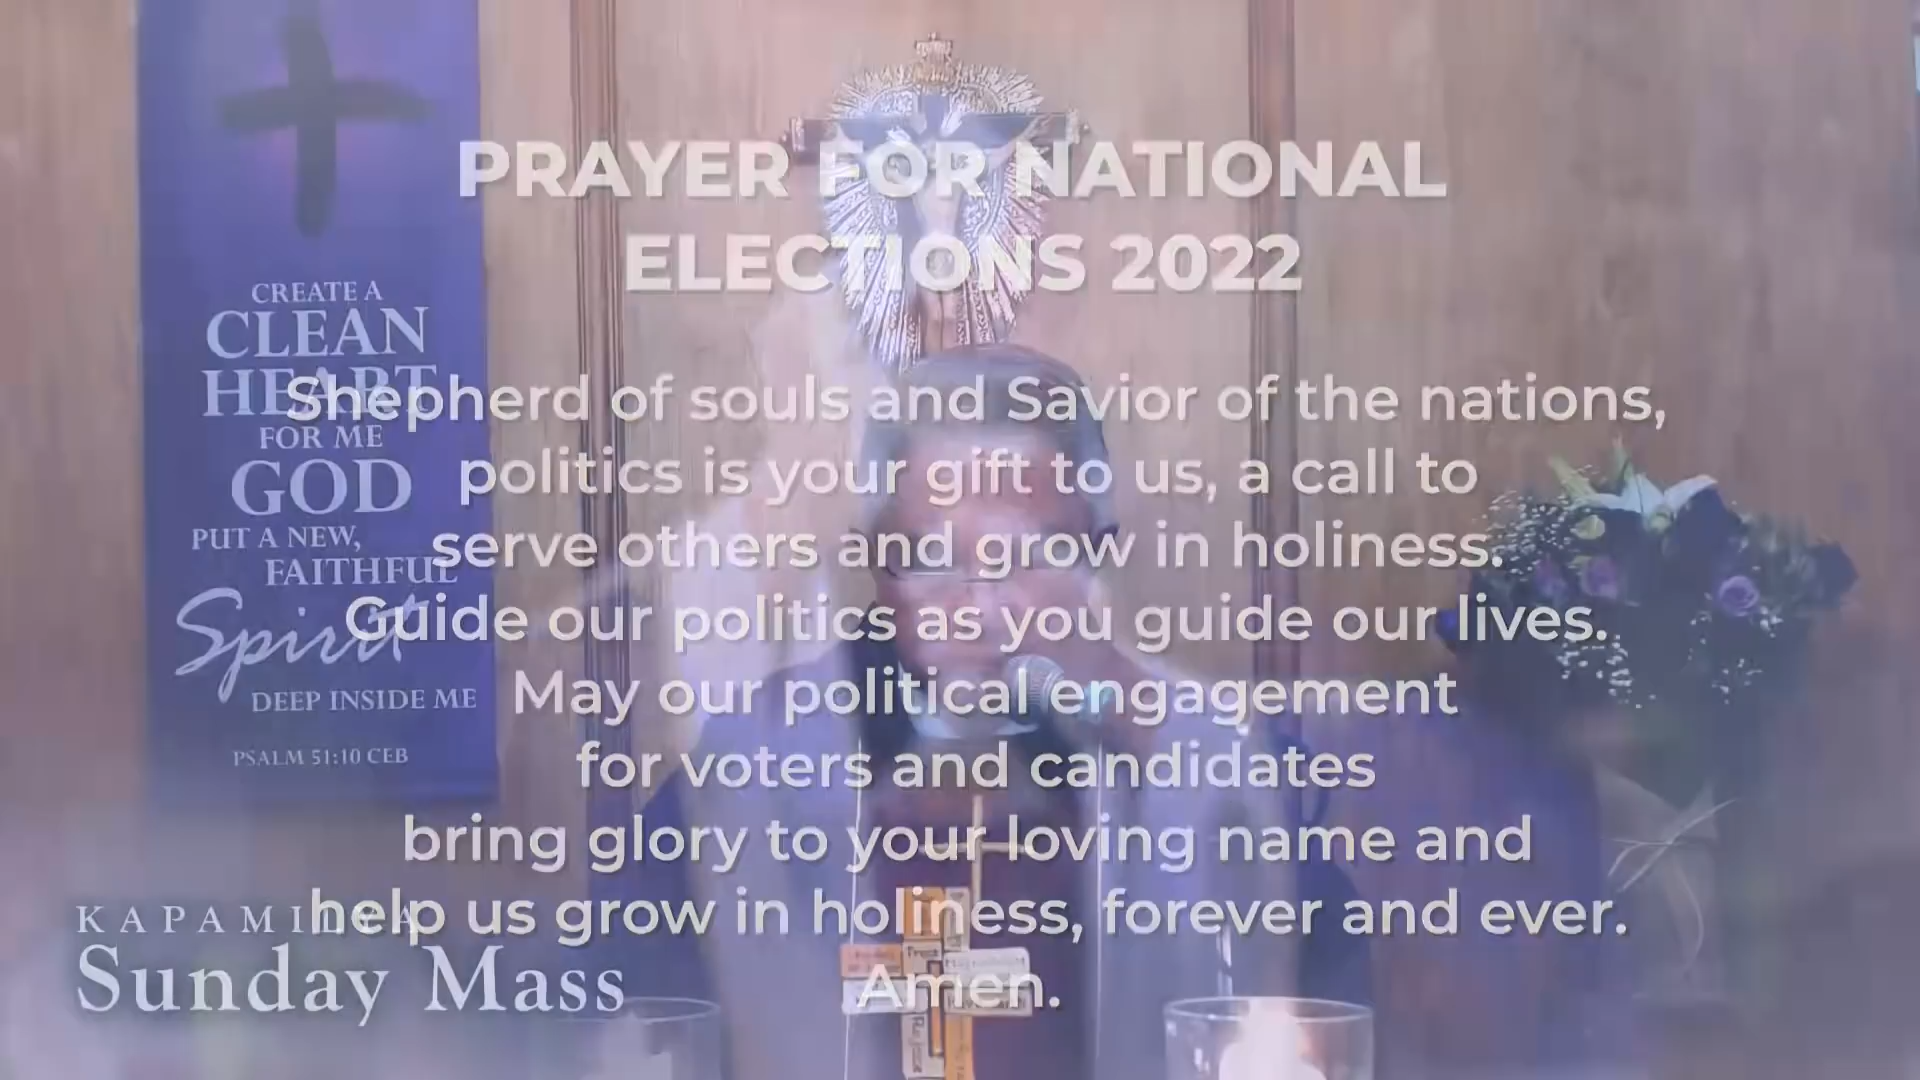 PRAYER FOR NATIONAL
ELECTIONS 2022
Shepherd of souls and Savior of the nations,
politics is your gift to us, a call to
serve others and grow in holiness.
Guide our politics as you guide our lives.
May our political engagement
for voters and candidates
bring glory to your loving name and
help us grow in holiness, forever and ever.
Amen.
CREATE A
CLEAN
HEART
FOR ME
GOD
PUT A NEW,
FAITHFUL
Spirit
DEEP INSIDE ME
PSALM 51:10 CEB
KAPAMILYA
Sunday Mass
Trust
Rejoice